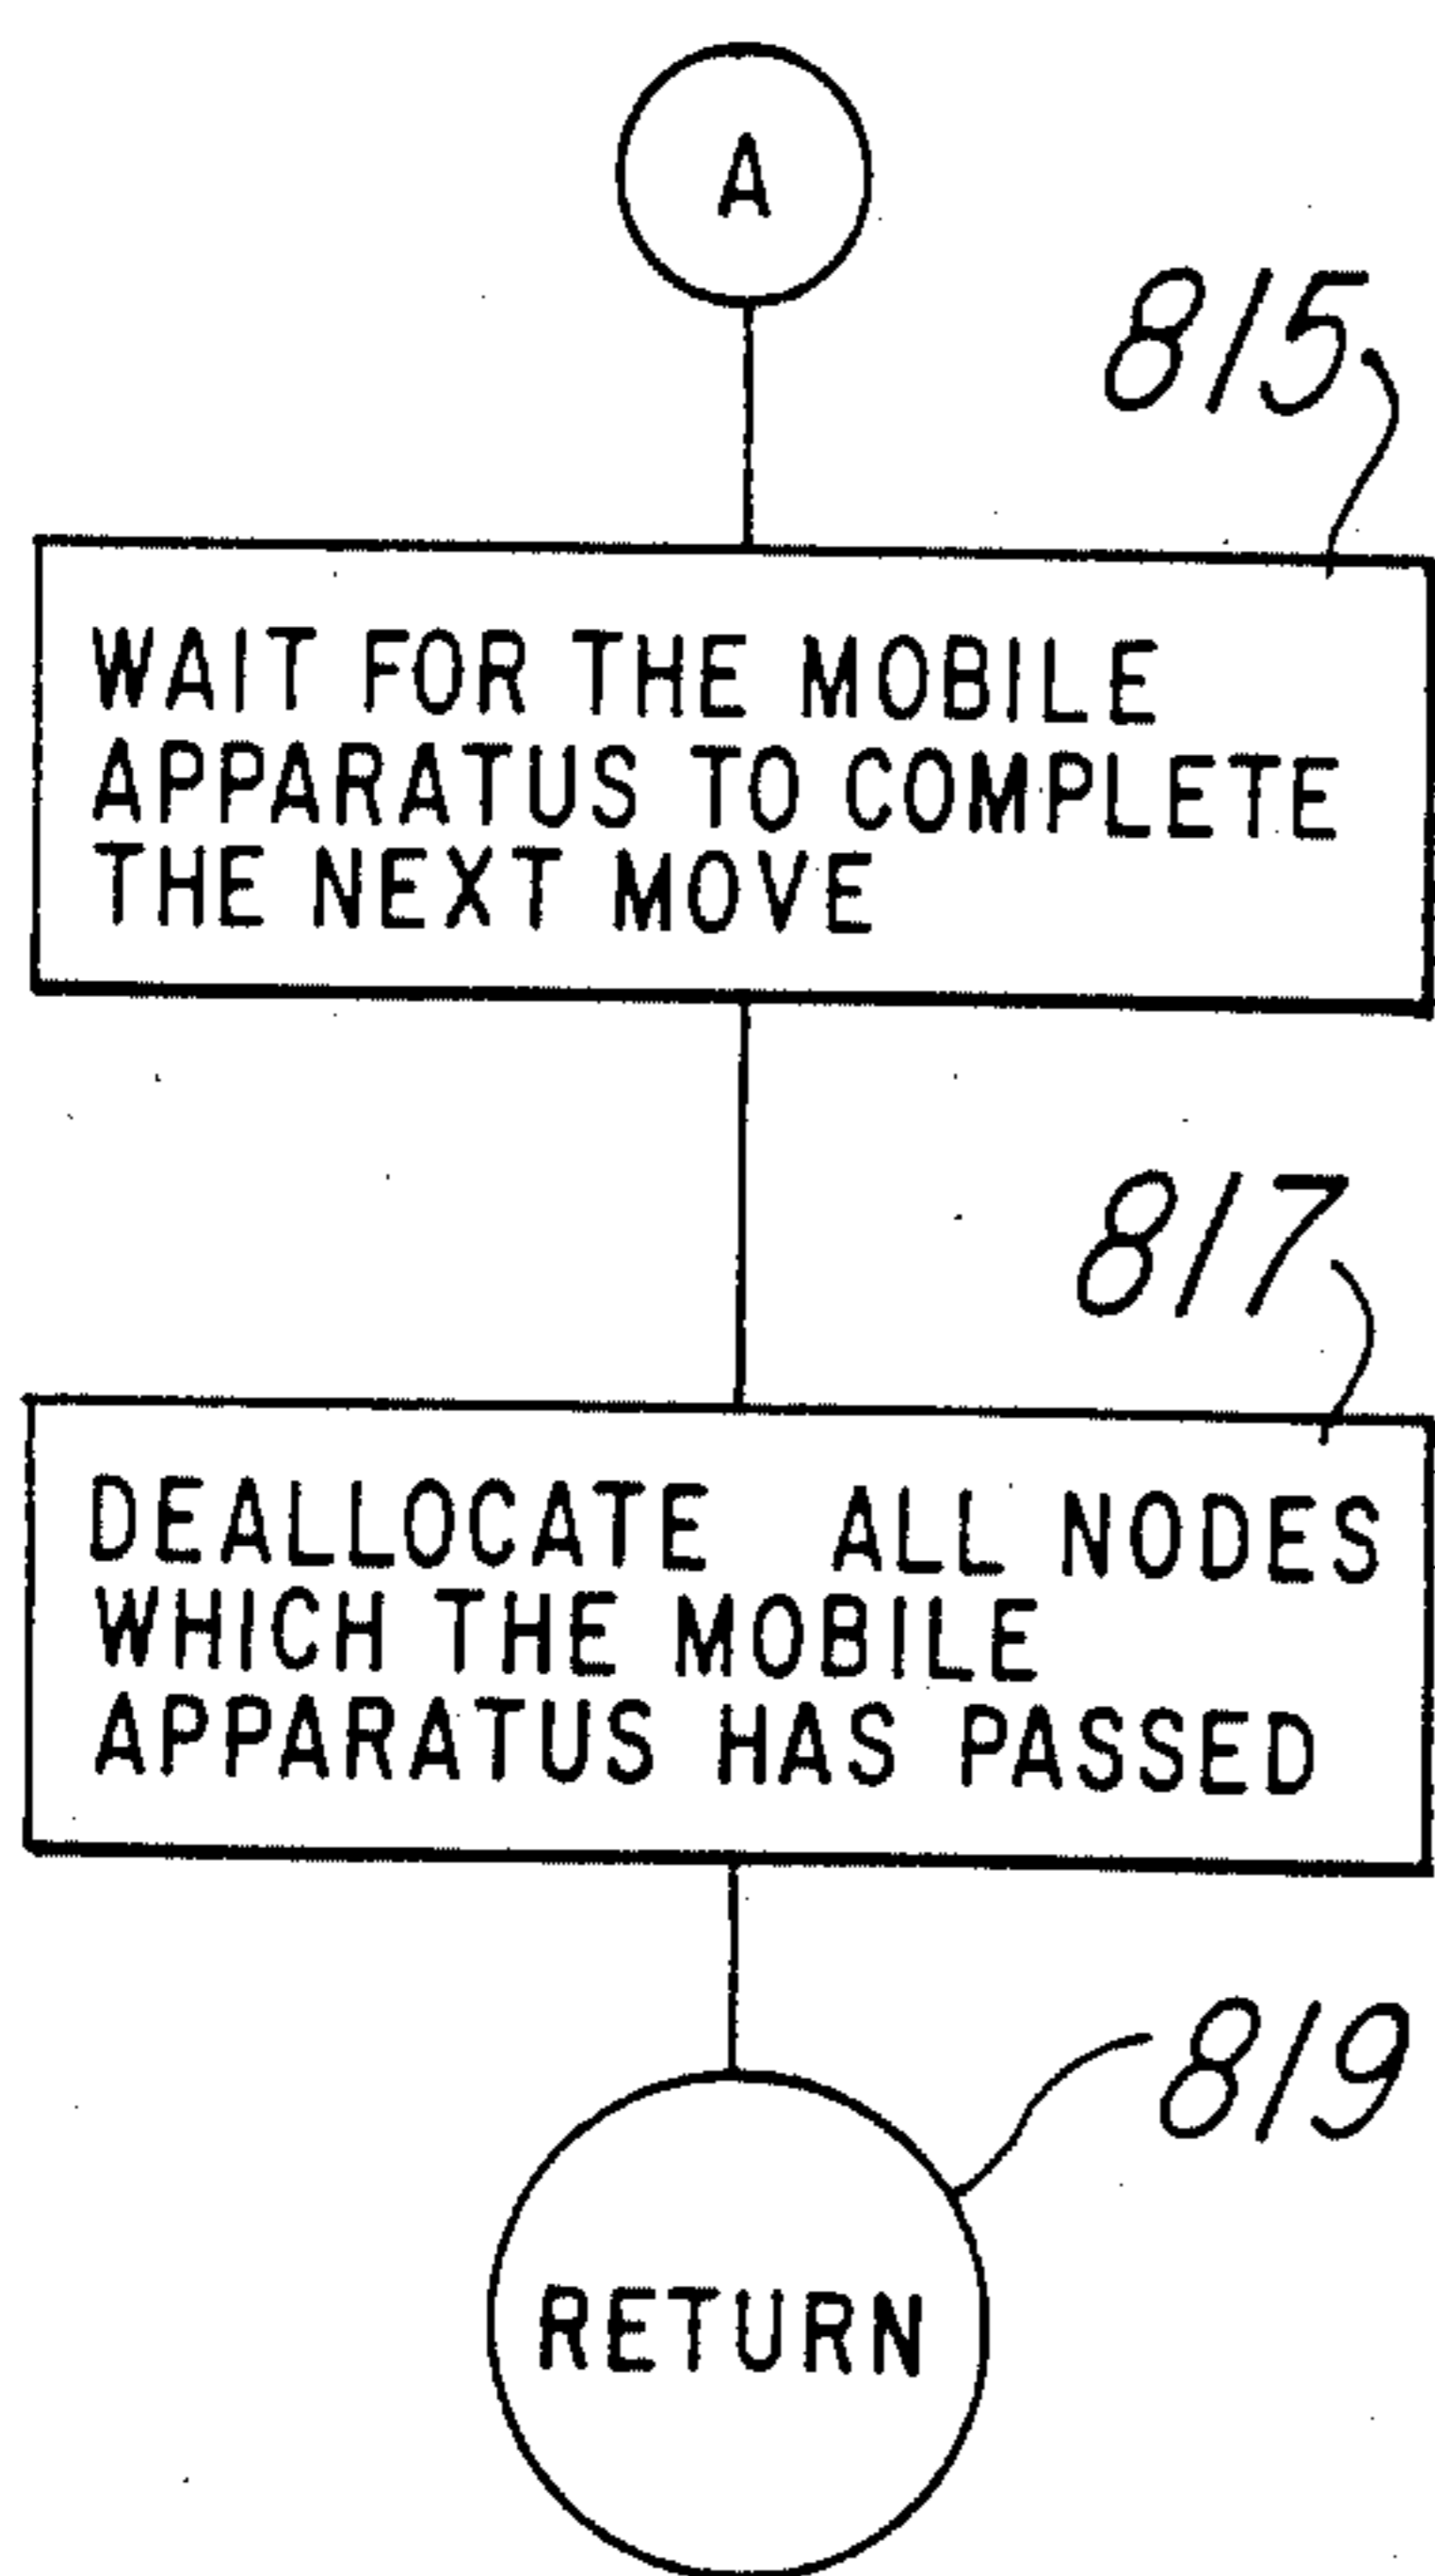 A
815
WAIT FOR THE MOBILE
APPARATUS TO COMPLETE
THE NEXT MOVE
817
DEALLOCATE ALL NODES
WHICH THE MOBILE
APPARATUS HAS PASSED
819
RETURN